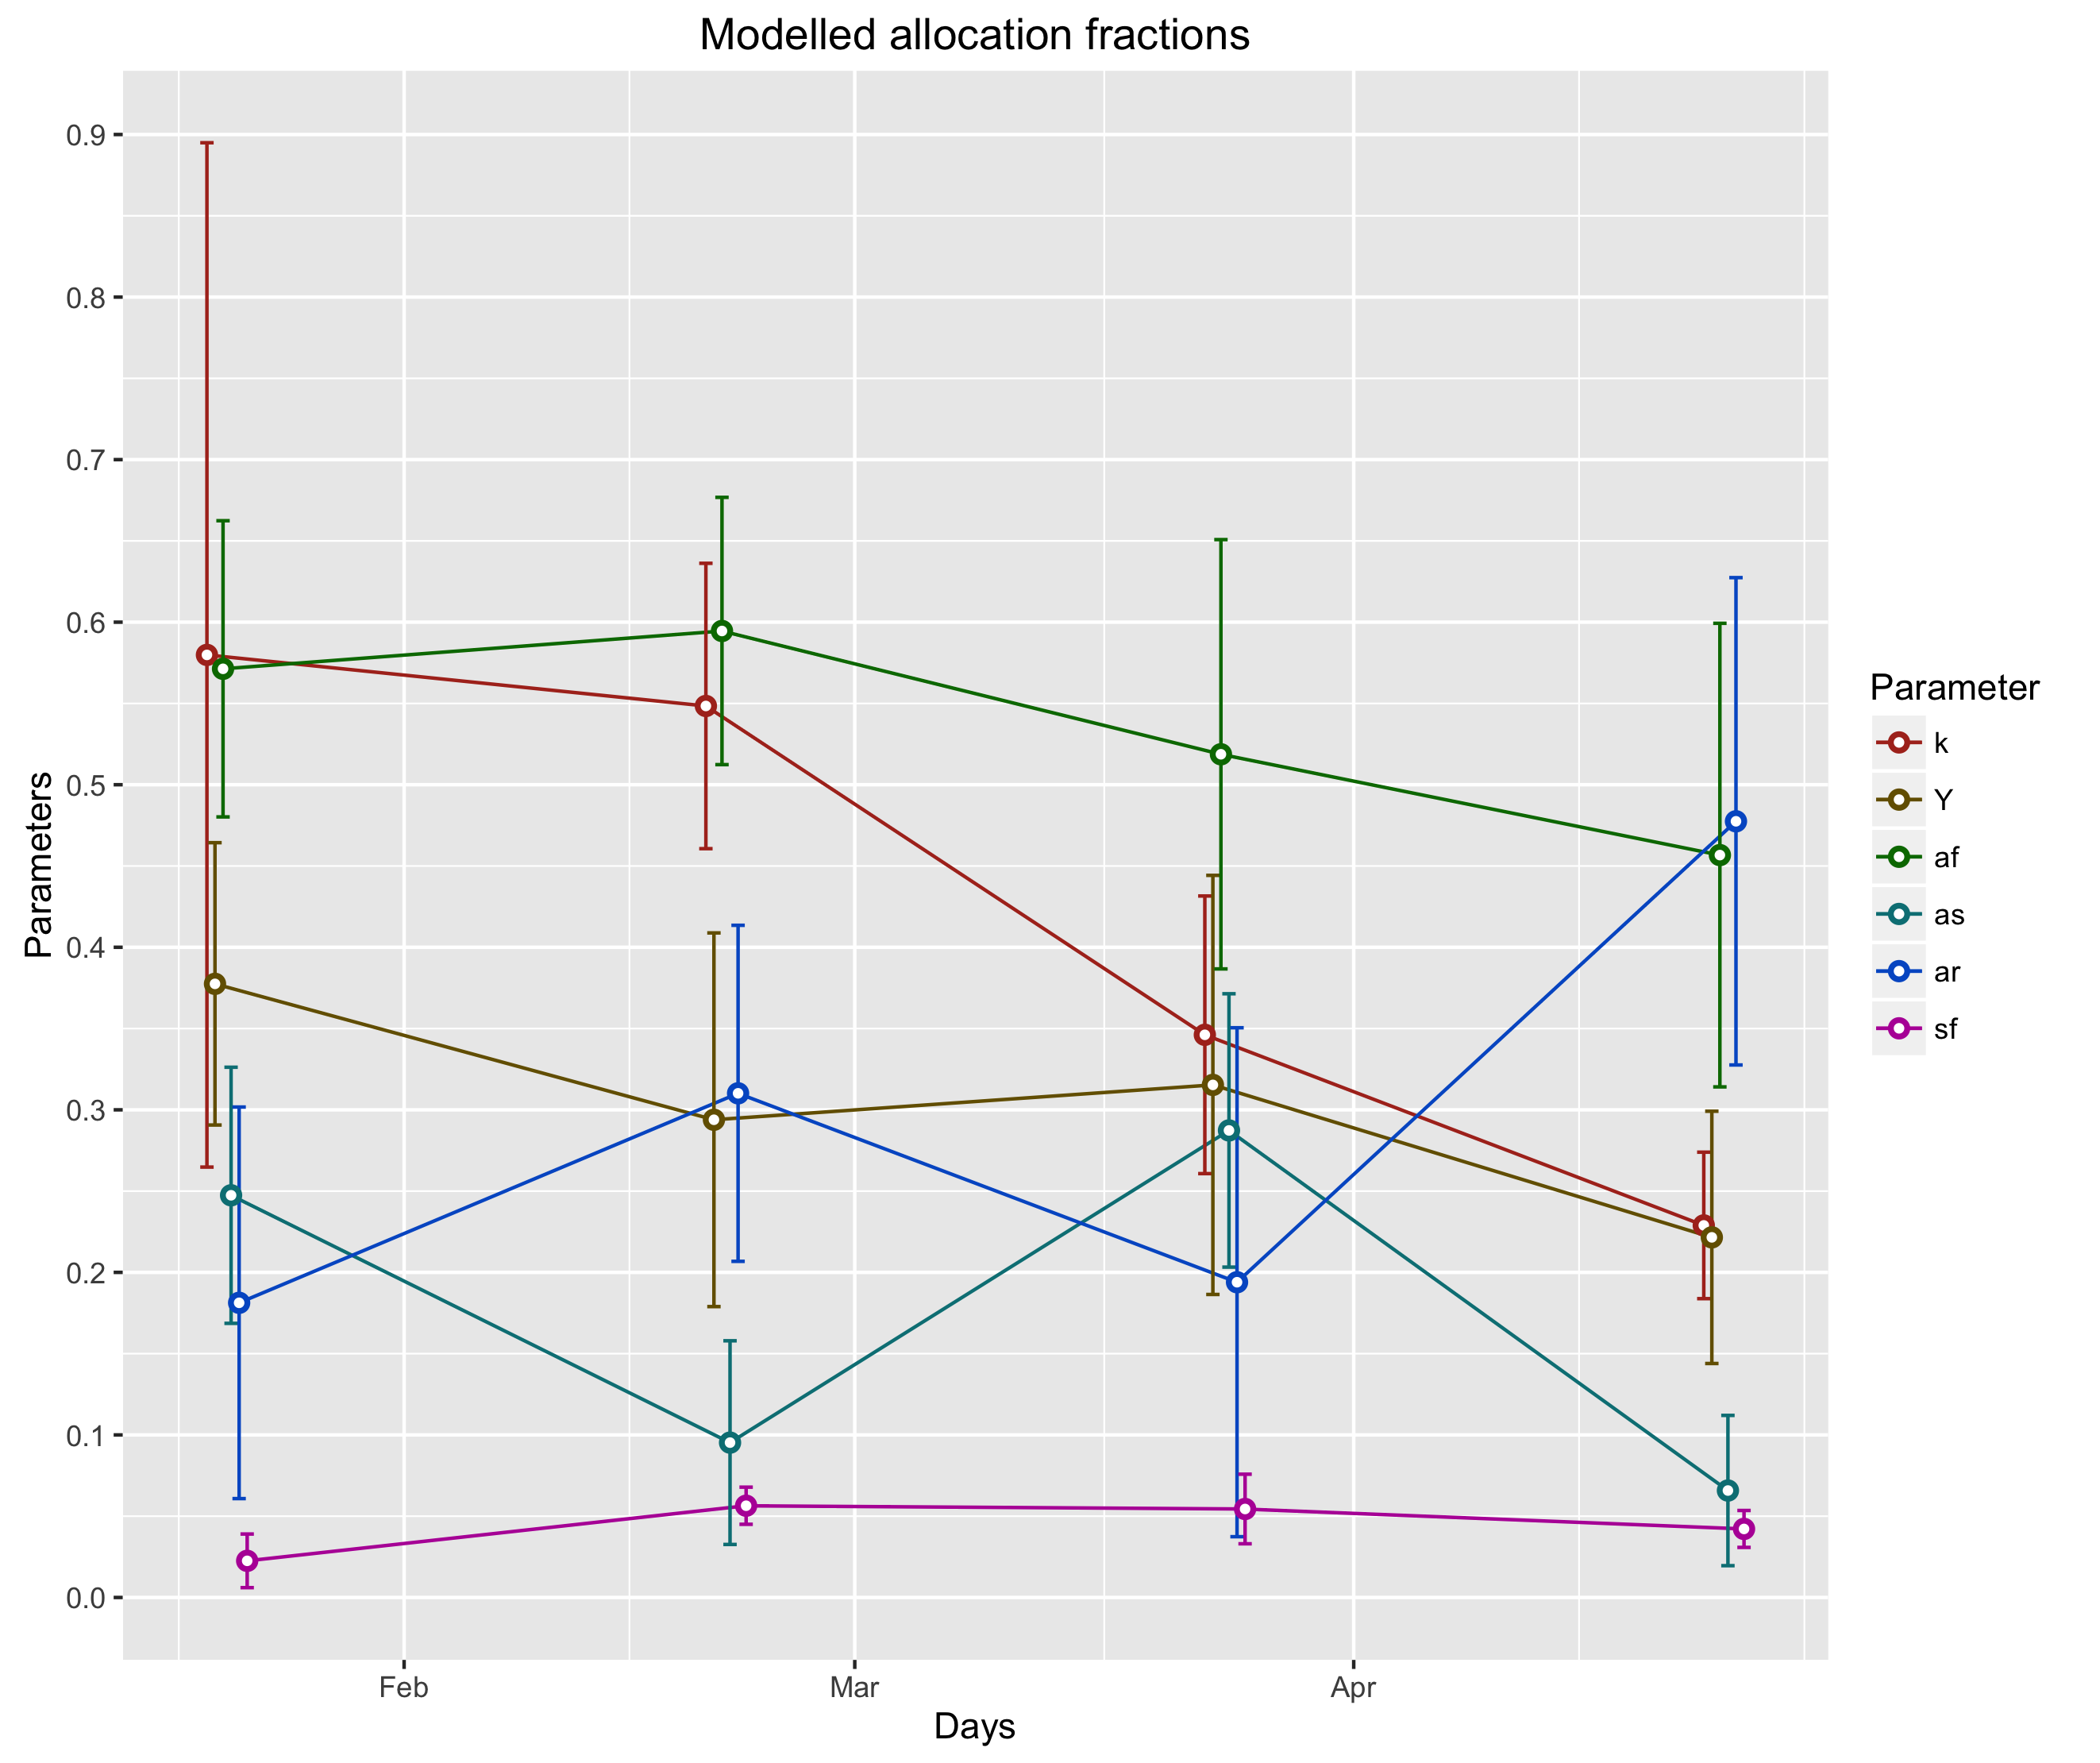 Modelled allocation fractions
Parameters
0.9
0.8
0.7
0.6
0.5
0.4
0.3
0.2
0.1
0.0
Feb Mar Apr
Days
Parameter
k
Y
af
as
ar
sf